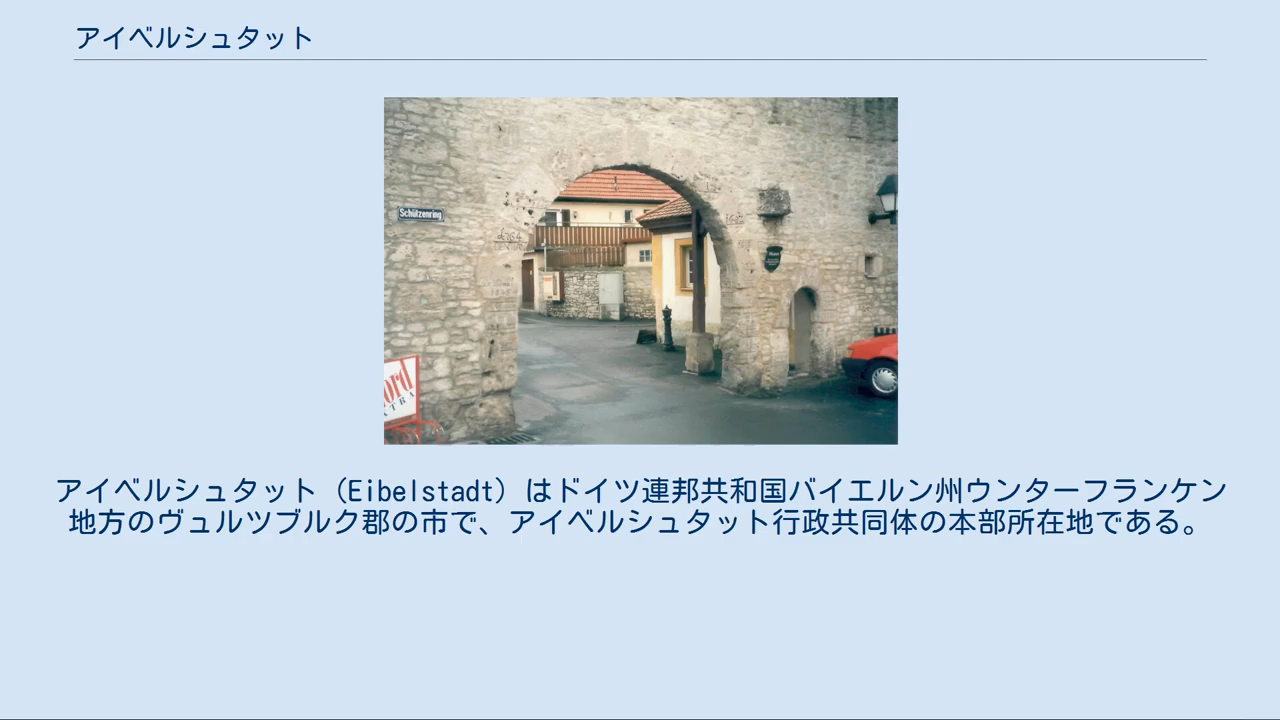 アイベルシュタット
Schützenring
ord
XTRA
アイベルシュタット（Eibelstadt）はドイツ連邦共和国バイエルン州ウンターフランケン
地方のヴュルツブルク郡の市で、アイベルシュタット行政共同体の本部所在地である。